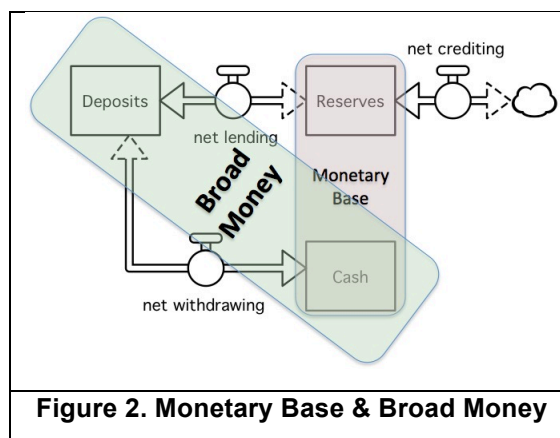 net crediting
Deposits
Reserves
net lending
Broad
Money
Monetary
Base
Cash
net withdrawing
Figure 2. Monetary Base & Broad Money